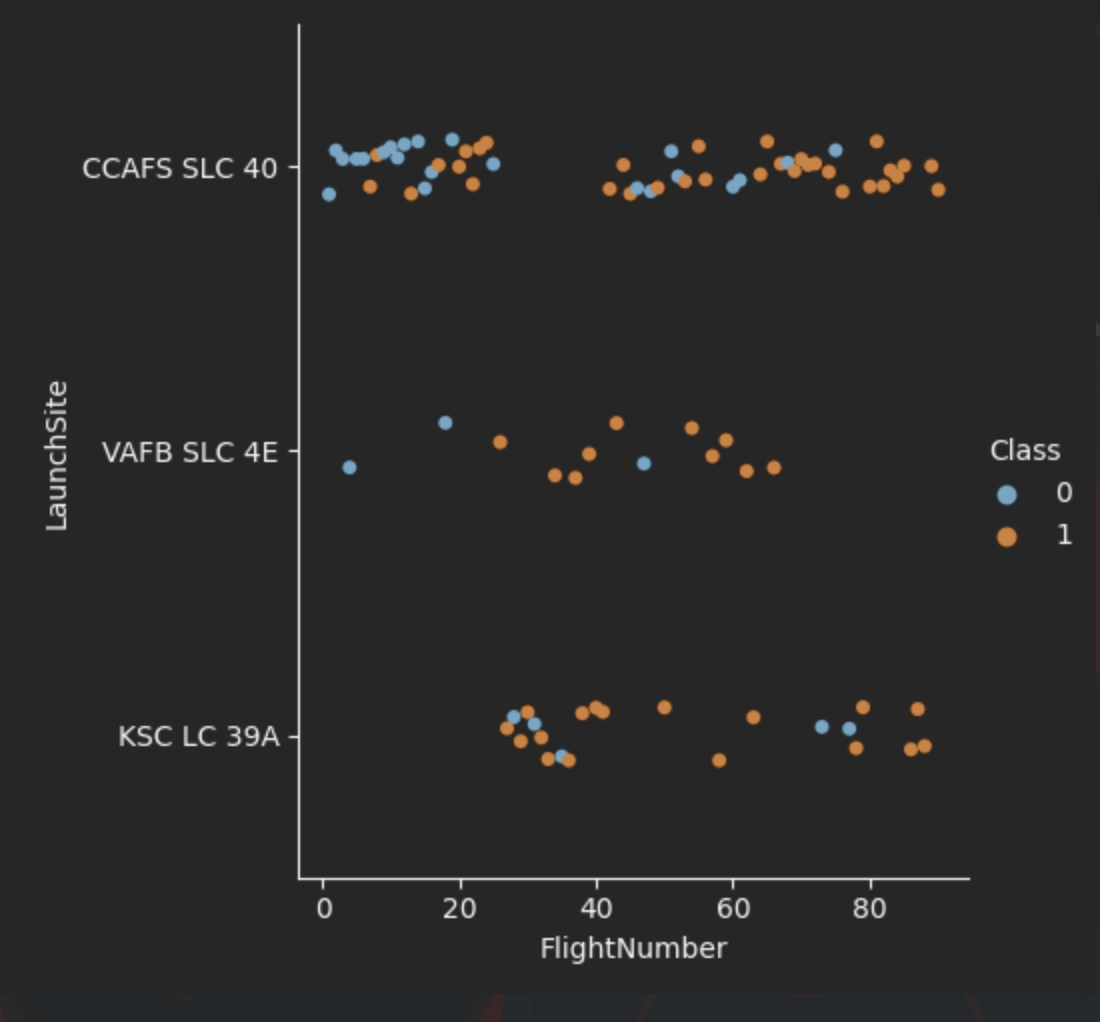 CCAFS SLC 40
VAFB SLC 4E
KSC LC 39A
LaunchSite
0 20 40 60 80
FlightNumber
Class
0
1